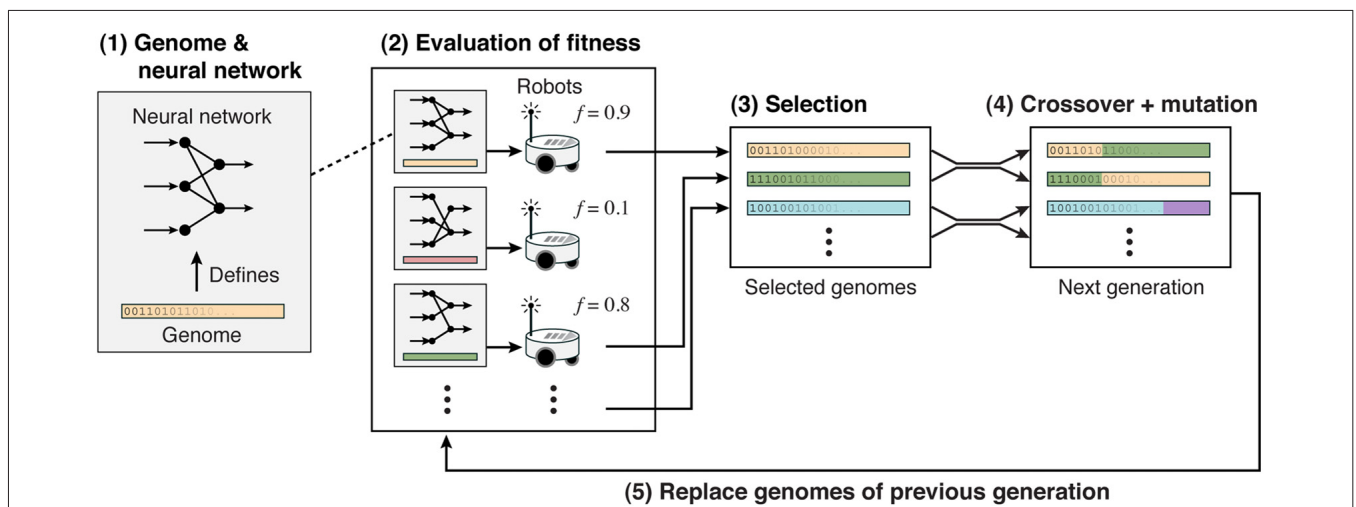 (1) Genome &
neural network
Neural network
Defines
001101011010...
Genome
(2) Evaluation of fitness
Robots
f = 0.9
f = 0.1
f = 0.8
(3) Selection
001101000010...
111001011000...
100100101001...
Selected genomes
(4) Crossover + mutation
001101011000...
111000100010...
100100101001...
Next generation
(5) Replace genomes of previous generation